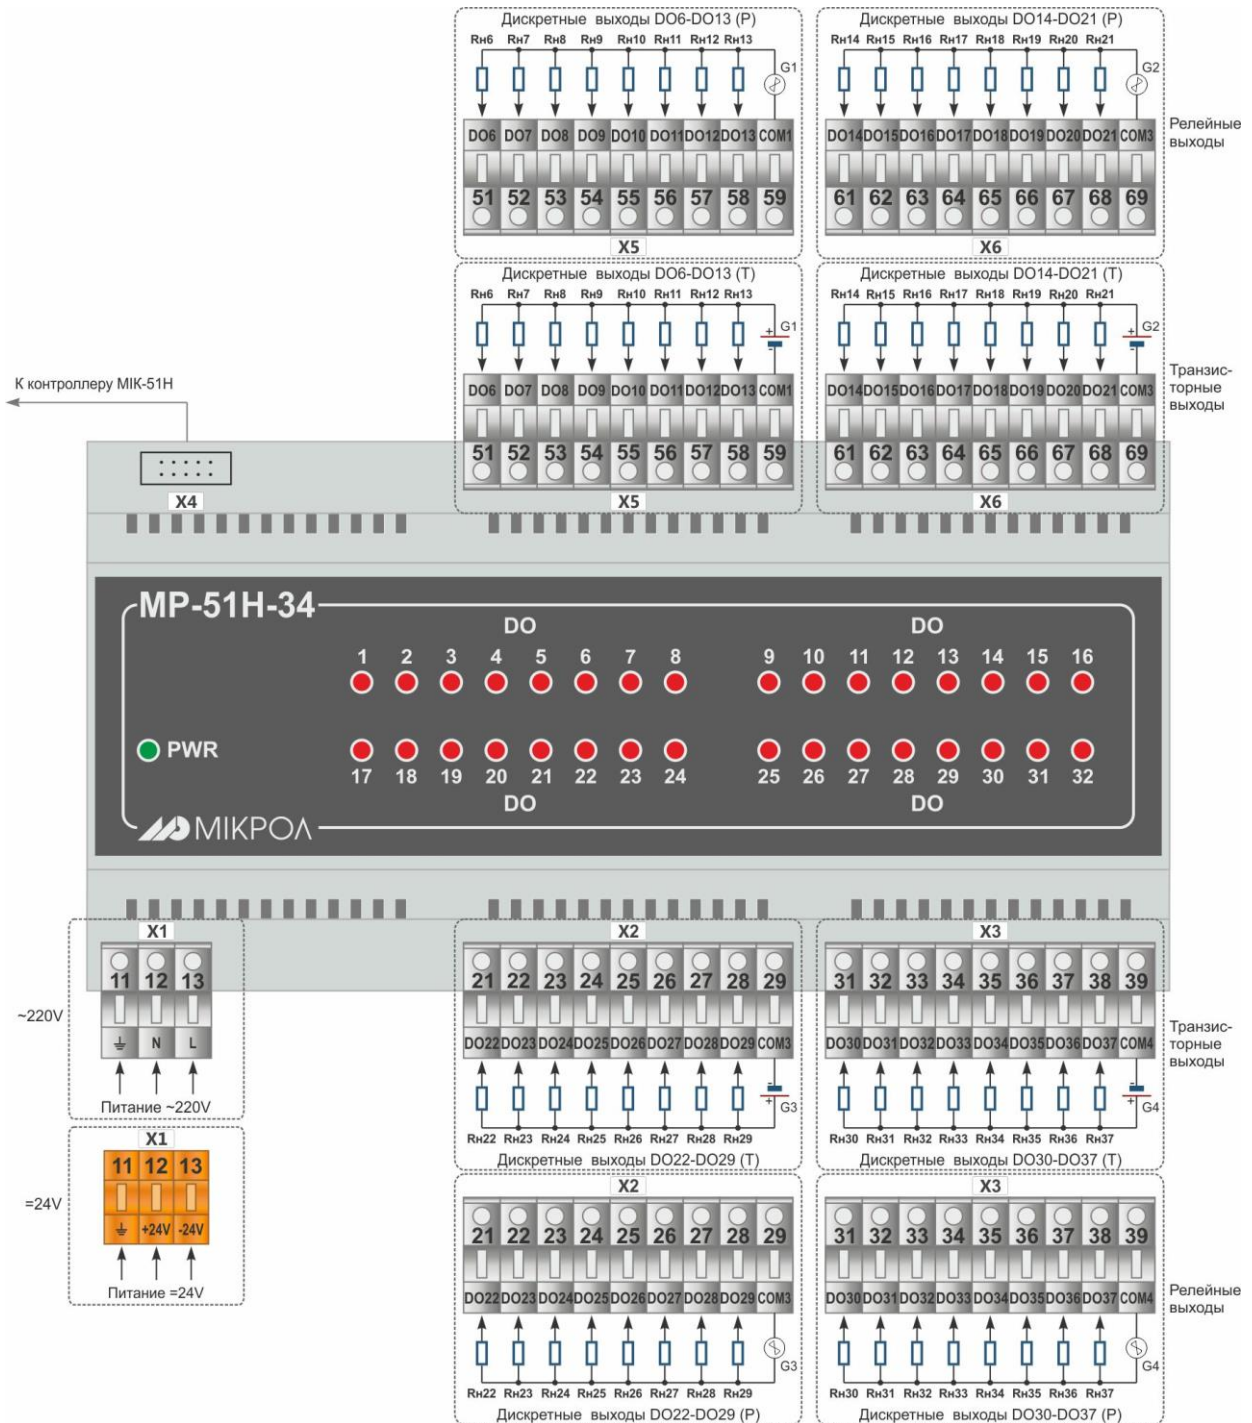 Дискретные выходы DO6-DO13 (Р)
Rн6 Rн7 Rн8 Rн9 Rн10 Rн11 Rн12 Rн13
G1
DO6 DO7 DO8 DO9 DO10 DO11 DO12 DO13 COM1
51 52 53 54 55 56 57 58 59
X5
Дискретные выходы DO14-DO21 (Р)
Rн14 Rн15 Rн16 Rн17 Rн18 Rн19 Rн20 Rн21
G2
DO14 DO15 DO16 DO17 DO18 DO19 DO20 DO21 COM3
61 62 63 64 65 66 67 68 69
X6
Релейные
выходы
Дискретные выходы DO6-DO13 (Т)
Rн6 Rн7 Rн8 Rн9 Rн10 Rн11 Rн12 Rн13
+ G1
-
DO6 DO7 DO8 DO9 DO10 DO11 DO12 DO13 COM1
51 52 53 54 55 56 57 58 59
X5
Дискретные выходы DO14-DO21 (Т)
Rн14 Rн15 Rн16 Rн17 Rн18 Rн19 Rн20 Rн21
+ G2
-
DO14 DO15 DO16 DO17 DO18 DO19 DO20 DO21 COM3
61 62 63 64 65 66 67 68 69
X6
Транзис-
торные
выходы
К контроллеру МІК-51Н
X4
MP-51H-34
DO DO
1 2 3 4 5 6 7 8 9 10 11 12 13 14 15 16
PWR
17 18 19 20 21 22 23 24 25 26 27 28 29 30 31 32
DO DO
МІКРОЛ
X1
11 12 13
~220V
N L
Питание ~220V
X1
11 12 13
=24V
+24V -24V
Питание =24V
X2
21 22 23 24 25 26 27 28 29
DO22 DO23 DO24 DO25 DO26 DO27 DO28 DO29 COM3
-
+ G3
Rн22 Rн23 Rн24 Rн25 Rн26 Rн27 Rн28 Rн29
Дискретные выходы DO22-DO29 (Т)
X3
31 32 33 34 35 36 37 38 39
DO30 DO31 DO32 DO33 DO34 DO35 DO36 DO37 COM4
-
+ G4
Rн30 Rн31 Rн32 Rн33 Rн34 Rн35 Rн36 Rн37
Дискретные выходы DO30-DO37 (Т)
Транзис-
торные
выходы
X2
21 22 23 24 25 26 27 28 29
DO22 DO23 DO24 DO25 DO26 DO27 DO28 DO29 COM3
G3
Rн22 Rн23 Rн24 Rн25 Rн26 Rн27 Rн28 Rн29
Дискретные выходы DO22-DO29 (Р)
X3
31 32 33 34 35 36 37 38 39
DO30 DO31 DO32 DO33 DO34 DO35 DO36 DO37 COM4
G4
Rн30 Rн31 Rн32 Rн33 Rн34 Rн35 Rн36 Rн37
Дискретные выходы DO30-DO37 (Р)
Релейные
выходы